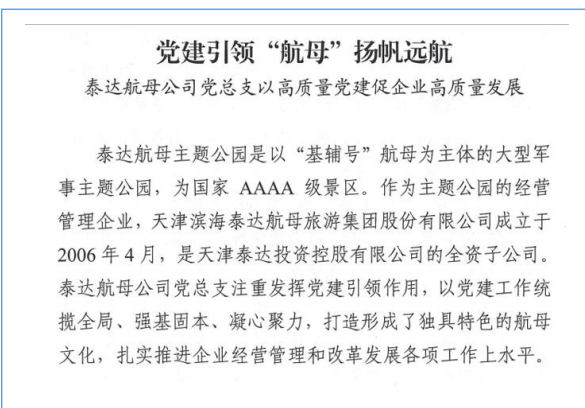 党建引领“航母”扬帆远航
泰达航母公司党总支以高质量党建促企业高质量发展
泰达航母主题公园是以“基辅号”航母为主体的大型军
事主题公园，为国家 AAAA 级景区。作为主题公园的经营
管理企业，天津滨海泰达航母旅游集团股份有限公司成立于
2006 年 4 月，是天津泰达投资控股有限公司的全资子公司。
泰达航母公司党总支注重发挥党建引领作用，以党建工作统
揽全局、强基固本、凝心聚力，打造形成了独具特色的航母
文化，扎实推进企业经营管理和改革发展各项工作上水平。